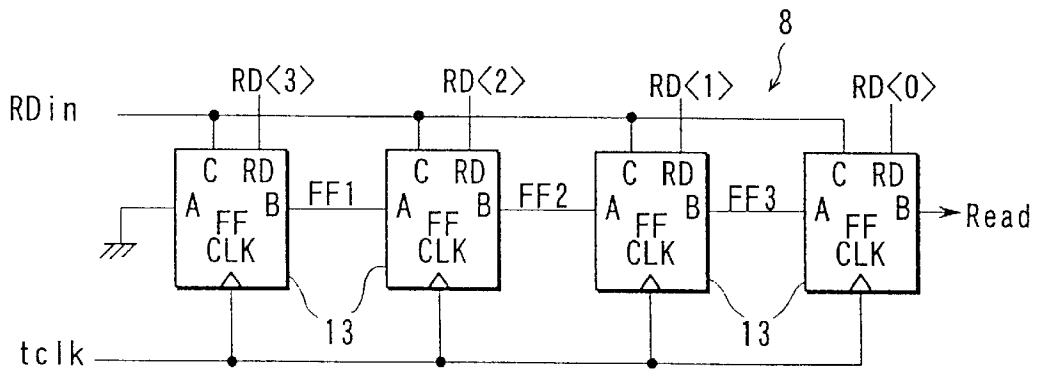 8
RD<3> RD<2> RD<1> RD<0>
RDin
C RD C RD C RD C RD
A B FF1 A B FF2 A B FF3 A B Read
FF FF FF FF
CLK CLK CLK CLK
13 13
tclk